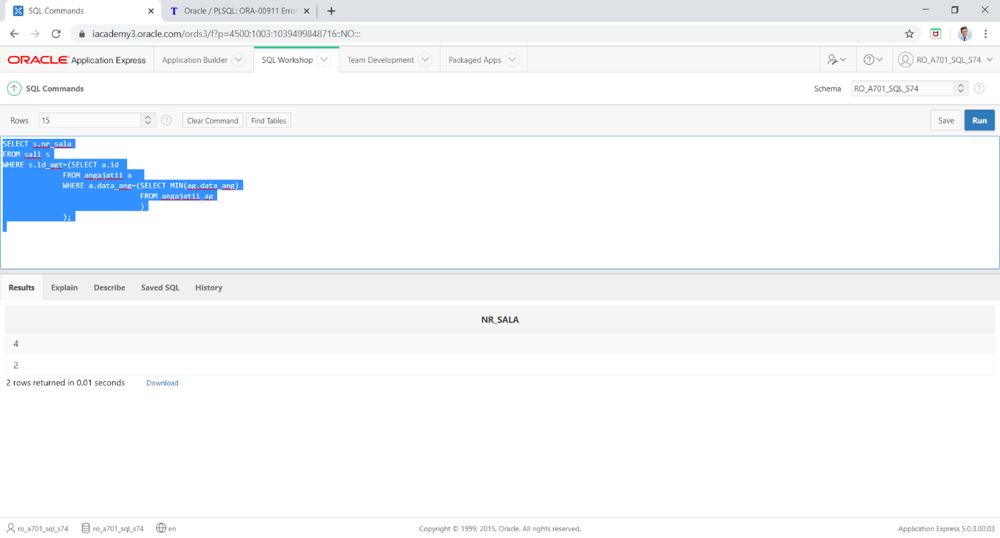 SQL Commands
T Oracle / PLSQL: ORA-00911 Error
iacademy3.oracle.com/ords3/f?p=4500:1003:1039499848716::NO:::
ORACLE Application Express
Application Builder
SQL Workshop
Team Development
Packaged Apps
RO_A701_SQL_S74
SQL Commands
Schema RO_A701_SQL_S74
Rows 15
Clear Command
Find Tables
Save
Run
SELECT s.nr_sala
FROM sali s
WHERE s.id_agt=(SELECT a.id
FROM angajatii a
WHERE a.data_ang=(SELECT MIN(ag.data_ang)
FROM angajatii ag
)
);
Results Explain Describe Saved SQL History
NR_SALA
4
2
2 rows returned in 0.01 seconds Download
ro_a701_sql_s74 ro_a701_sql_s74 en Copyright © 1999, 2015, Oracle. All rights reserved. Application Express 5.0.3.00.03